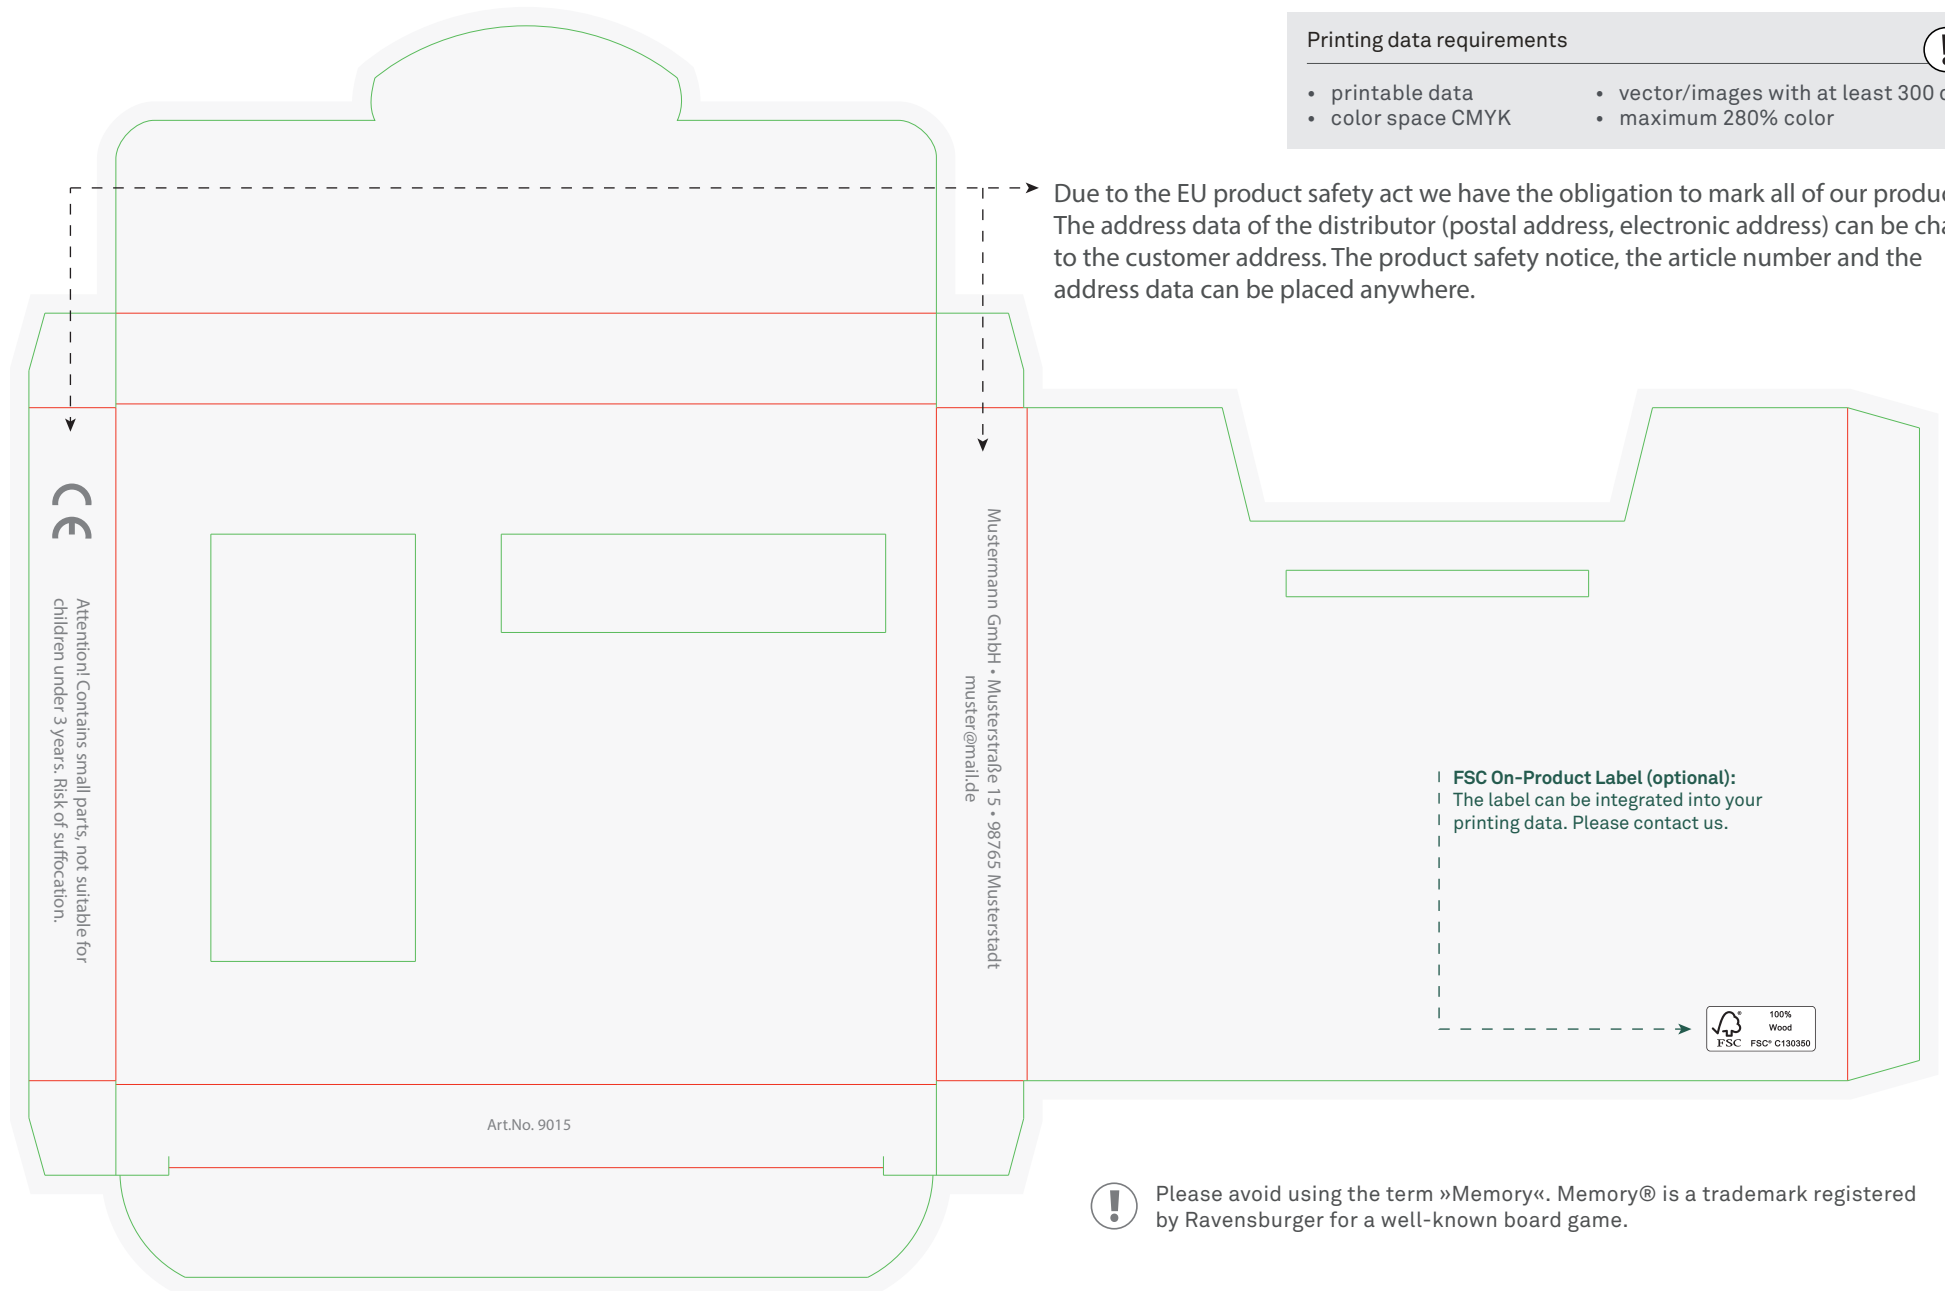 Printing data requirements
• printable data
• color space CMYK
• vector/images with at least 300
• maximum 280% color
Due to the EU product safety act we have the obligation to mark all of our
The address data of the distributor (postal address, electronic address) can be
to the customer address. The product safety notice, the article number and the
address data can be placed anywhere.
CE
Attention! Contains small parts, not suitable for
children under 3 years. Risk of suffocation.
Mustermann GmbH • Musterstraße 15 • 98765 Musterstadt
muster@mail.de
FSC On-Product Label (optional):
The label can be integrated into your
printing data. Please contact us.
100%
Wood
FSC® C130350
FSC
Art.No. 9015
Please avoid using the term »Memory«. Memory® is a trademark registered
by Ravensburger for a well-known board game.